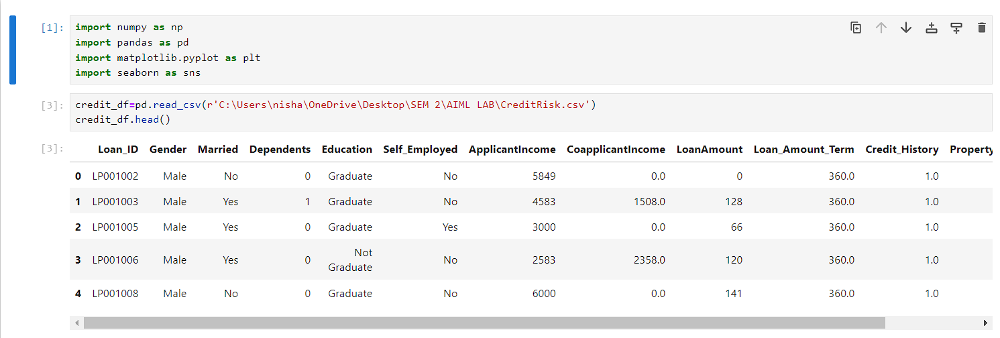 [1]: import numpy as np
import pandas as pd
import matplotlib.pyplot as plt
import seaborn as sns
[3]: credit_df=pd.read_csv(r'C:\Users\nisha\OneDrive\Desktop\SEM 2\AIML LAB\CreditRisk.csv')
credit_df.head()
[3]: Loan_ID Gender Married Dependents Education Self_Employed ApplicantIncome CoapplicantIncome LoanAmount Loan_Amount_Term Credit_History Property
0 LP001002 Male No 0 Graduate No 5849 0.0 0 360.0 1.0
1 LP001003 Male Yes 1 Graduate No 4583 1508.0 128 360.0 1.0
2 LP001005 Male Yes 0 Graduate Yes 3000 0.0 66 360.0 1.0
3 LP001006 Male Yes 0 Not Graduate No 2583 2358.0 120 360.0 1.0
4 LP001008 Male No 0 Graduate No 6000 0.0 141 360.0 1.0